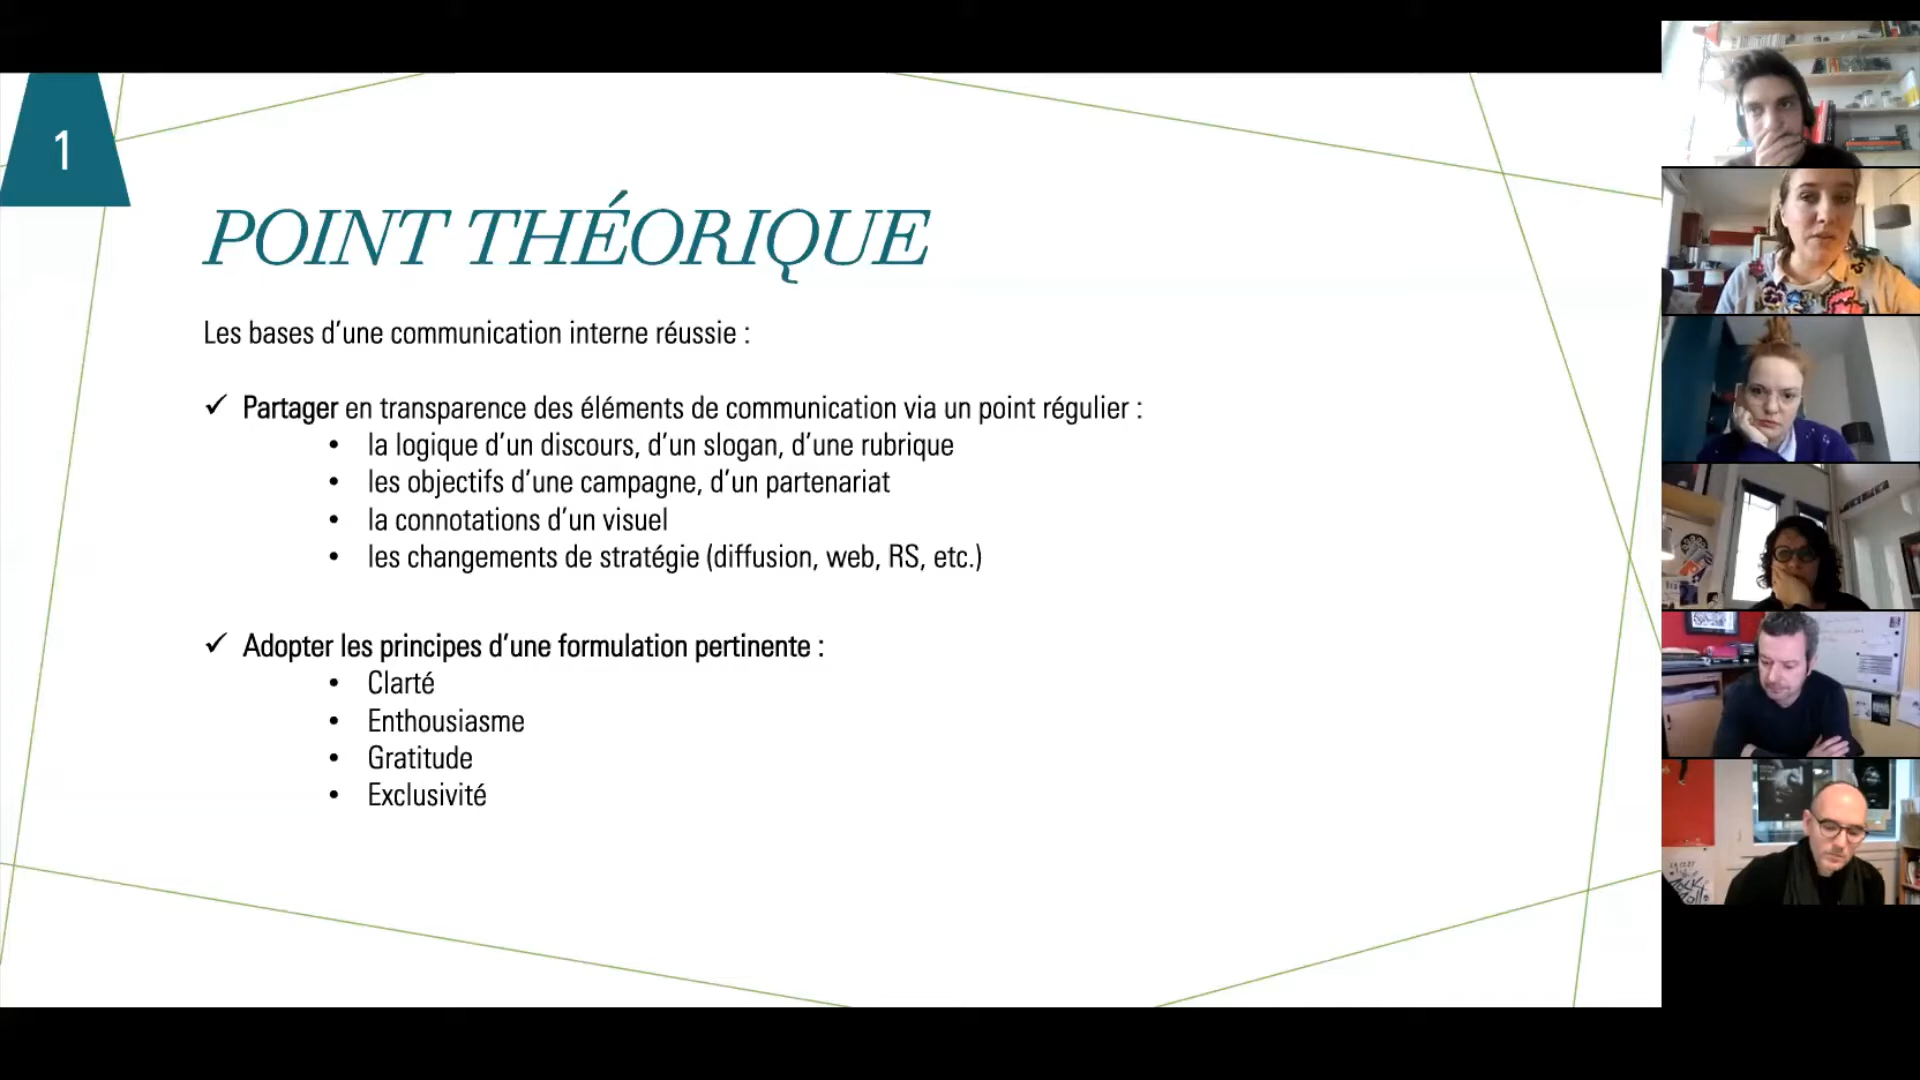 1
POINT THÉORIQUE
Les bases d’une communication interne réussie :
✓ Partager en transparence des éléments de communication via un point régulier :
• la logique d’un discours, d’un slogan, d’une rubrique
• les objectifs d’une campagne, d’un partenariat
• la connotations d’un visuel
• les changements de stratégie (diffusion, web, RS, etc.)
✓ Adopter les principes d’une formulation pertinente :
• Clarté
• Enthousiasme
• Gratitude
• Exclusivité